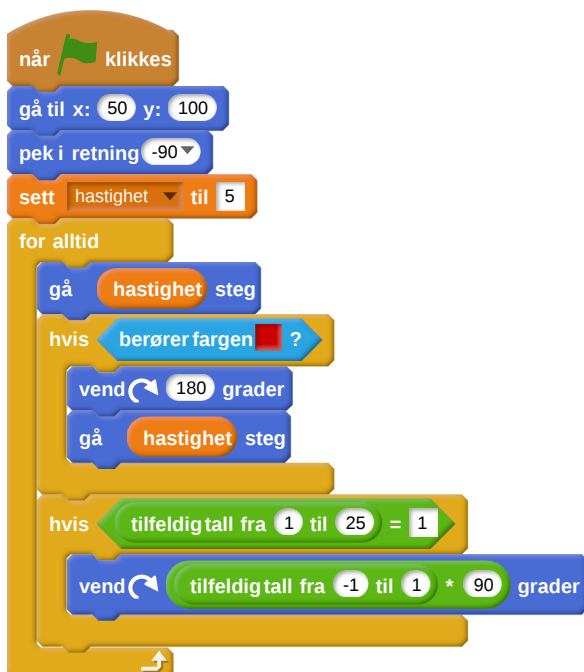 når klikkes
gå til x: 50 y: 100
pek i retning -90
sett hastighet til 5
for alltid
gå hastighet steg
hvis berører fargen ?
vend 180 grader
gå hastighet steg
hvis tilfeldig tall fra 1 til 25 = 1
vend tilfeldig tall fra -1 til 1 * 90 grader